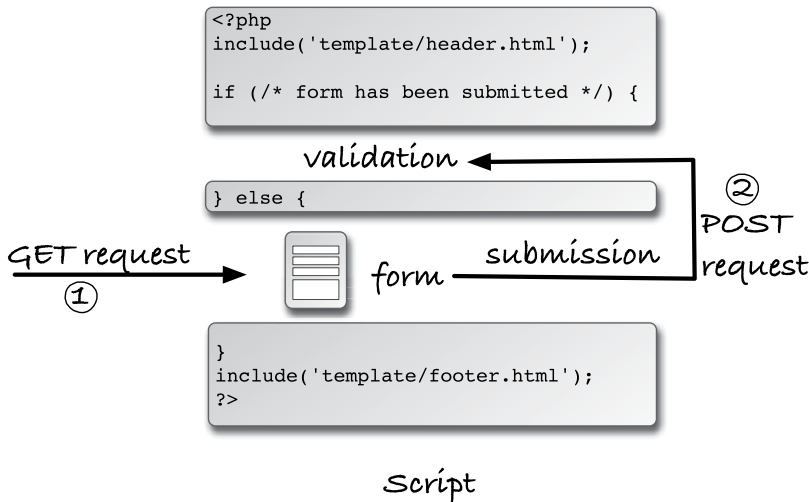 <?php
include('template/header.html');
if (/* form has been submitted */) {
validation
} else {
②
POST
request
GET request
①
form
submission
}
include('template/footer.html');
?>
Script